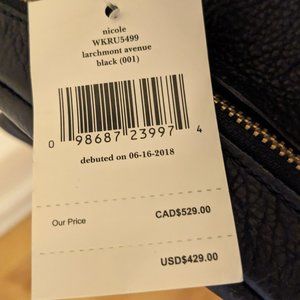 nicole
WKRU5499
larchmont avenue
black (001)
0 98687 23997 4
debuted on 06-16-2018
Our Price CAD$529.00
USD$429.00